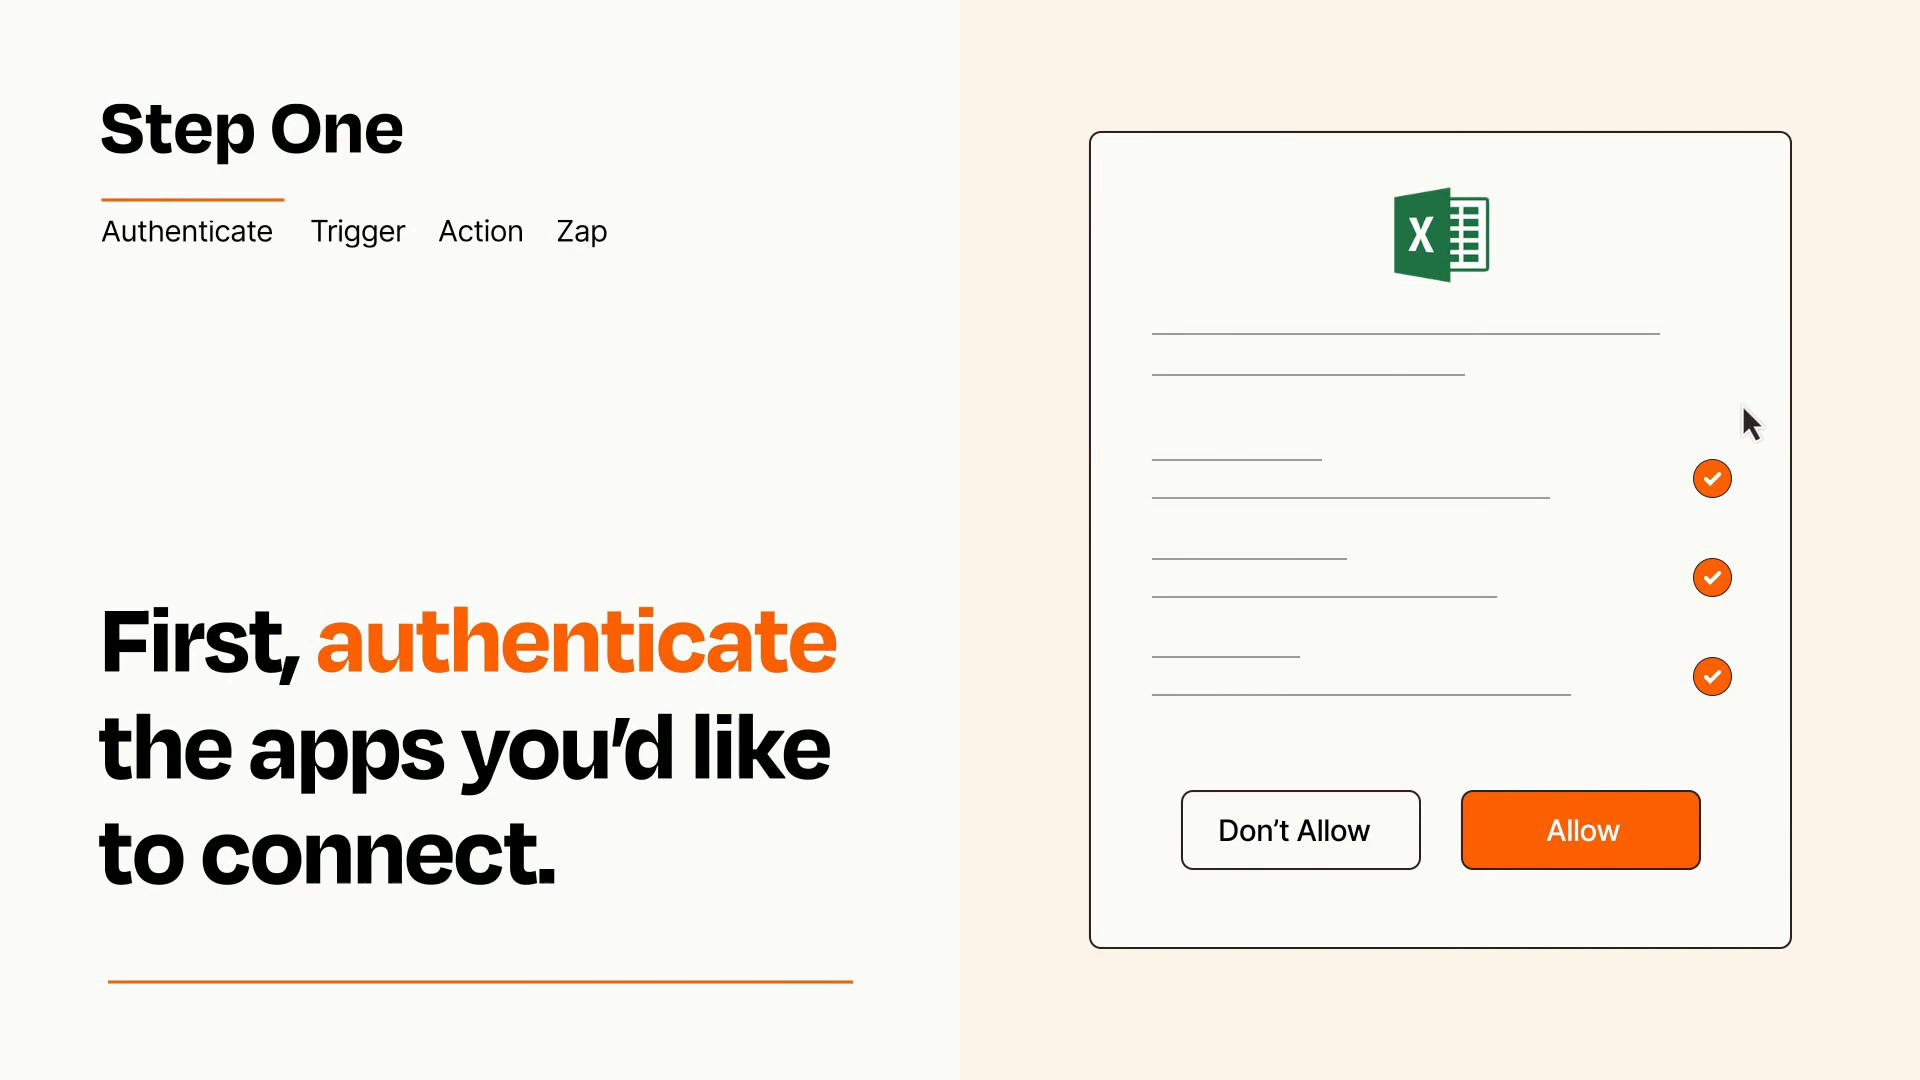 Step One
Authenticate Trigger Action Zap
First, authenticate
the apps you’d like
to connect.
X
Don’t Allow
Allow